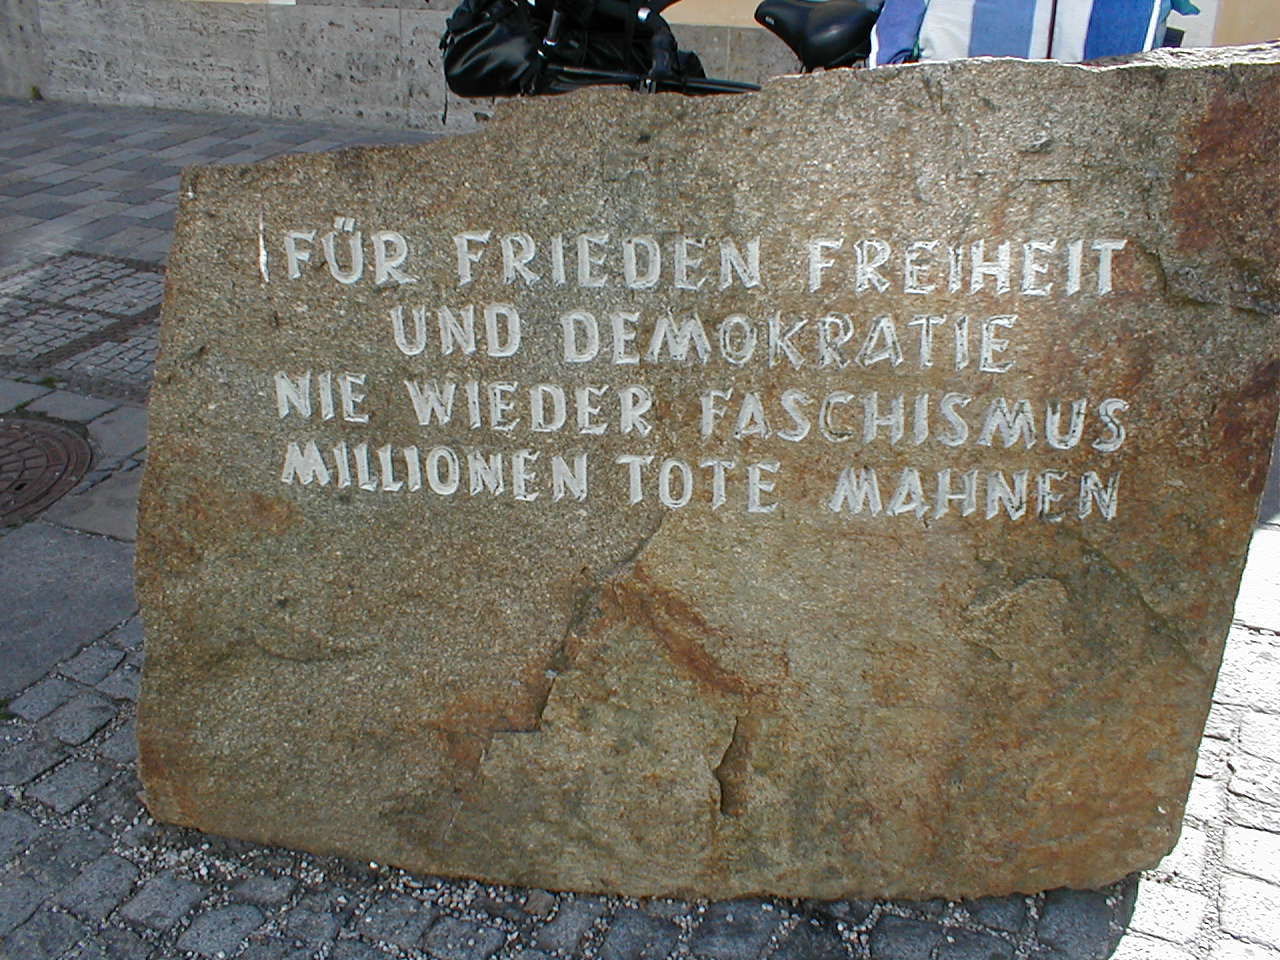 FÜR FRIEDEN FREIHEIT
UND DEMOKRATIE
NIE WIEDER FASCHISMUS
MILLIONEN TOTE MAHNEN